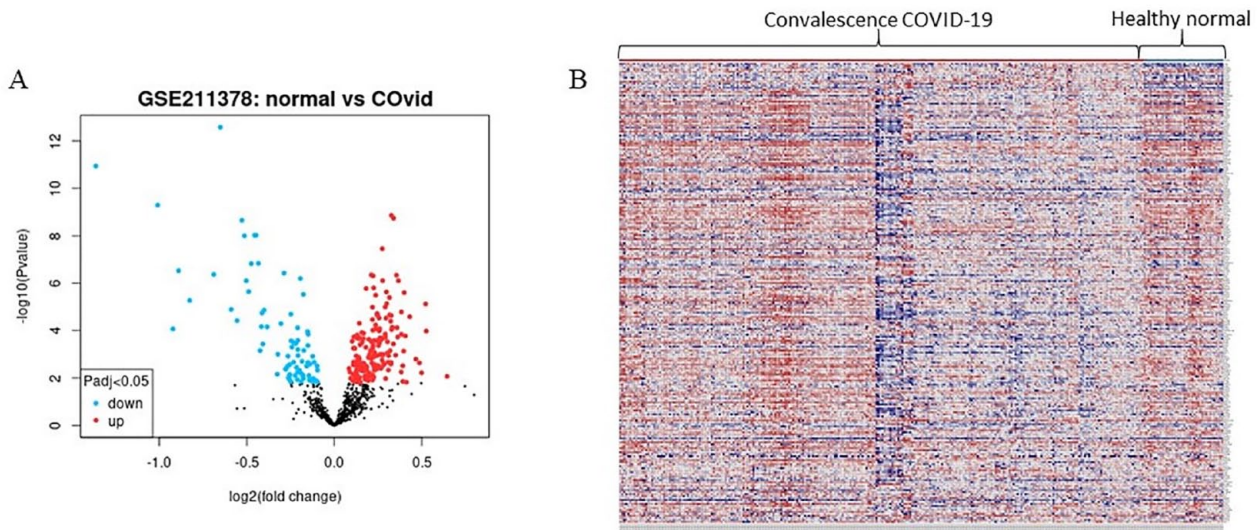 A
GSE211378: normal vs COvid
12
10
8
6
4
2
0
-log10(Pvalue)
Padj<0.05
down
up
-1.0
-0.5
0.0
0.5
log2(fold change)
B
Convalescence COVID-19
Healthy normal